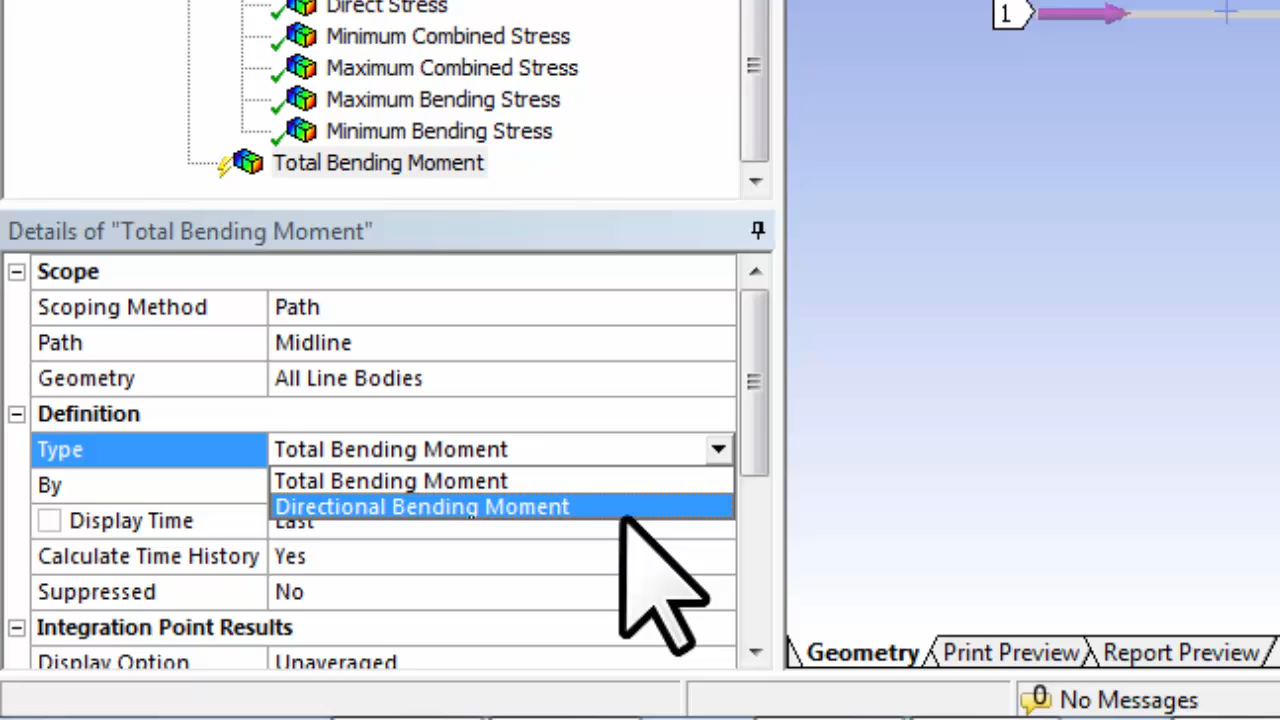 Direct Stress
1
Minimum Combined Stress
Maximum Combined Stress
Maximum Bending Stress
Minimum Bending Stress
Total Bending Moment
Details of "Total Bending Moment"
Scope
Scoping Method Path
Path Midline
Geometry All Line Bodies
Definition
Type Total Bending Moment
Total Bending Moment
By
Directional Bending Moment
Display Time Last
Calculate Time History Yes
Suppressed No
Integration Point Results
Display Option Unaveraged
Geometry Print Preview Report Preview
0 No Messages